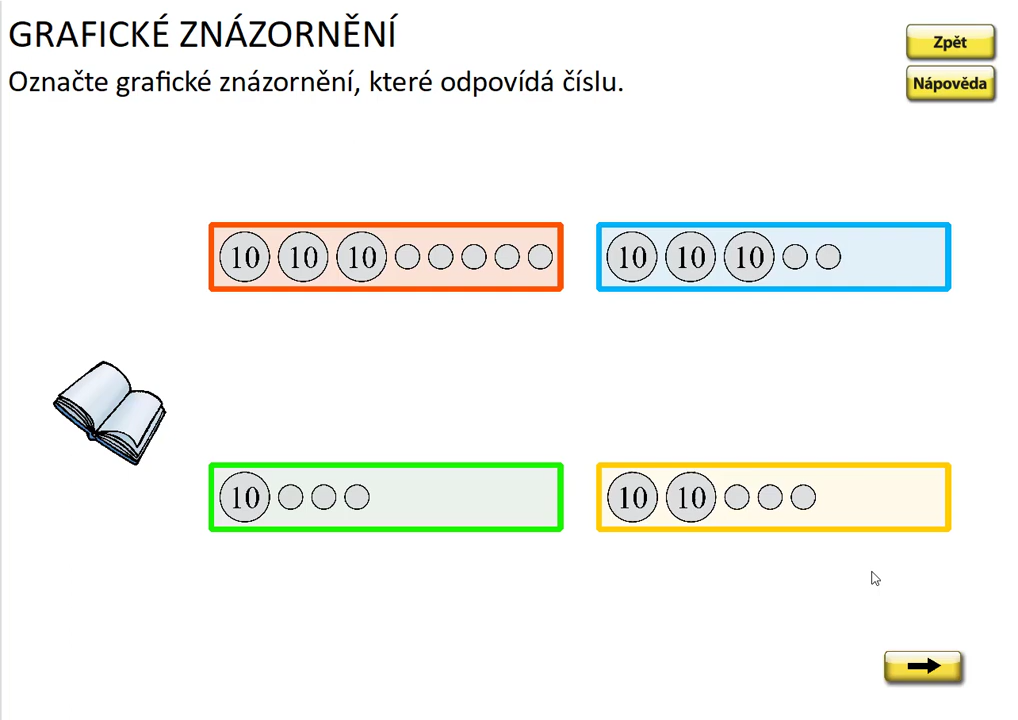 GRAFICKÉ ZNÁZORNĚNÍ
Zpět
Označte grafické znázornění, které odpovídá číslu.
Nápověda
10 10 10
10 10 10
10
10 10